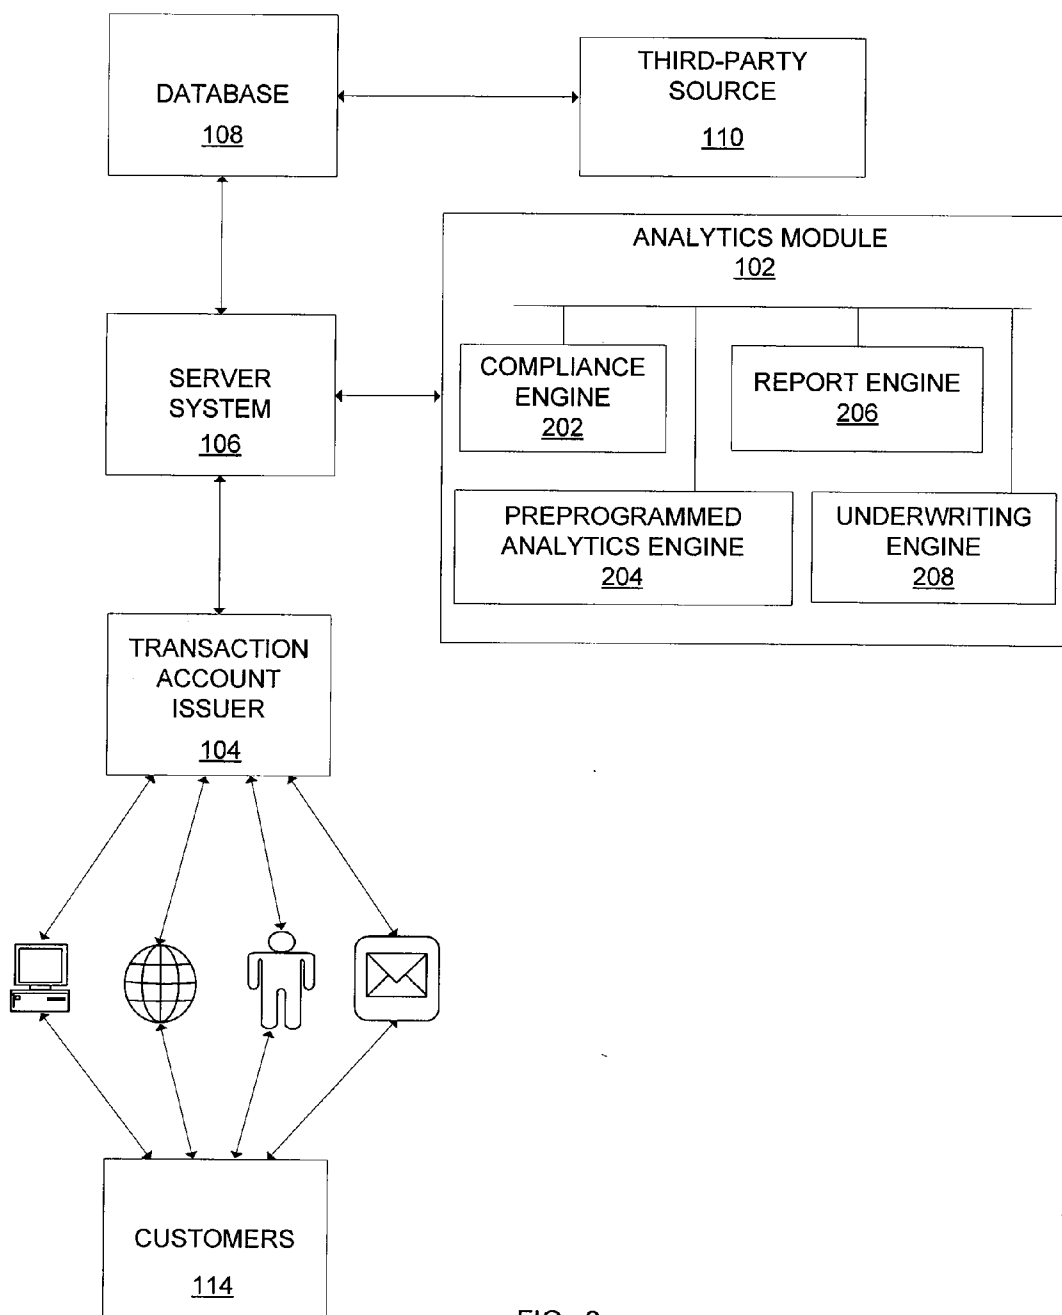 DATABASE
108
THIRD-PARTY
SOURCE
110
ANALYTICS MODULE
102
SERVER
SYSTEM
106
COMPLIANCE
ENGINE
202
REPORT ENGINE
206
PREPROGRAMMED
ANALYTICS ENGINE
204
UNDERWRITING
ENGINE
208
TRANSACTION
ACCOUNT
ISSUER
104
CUSTOMERS
114